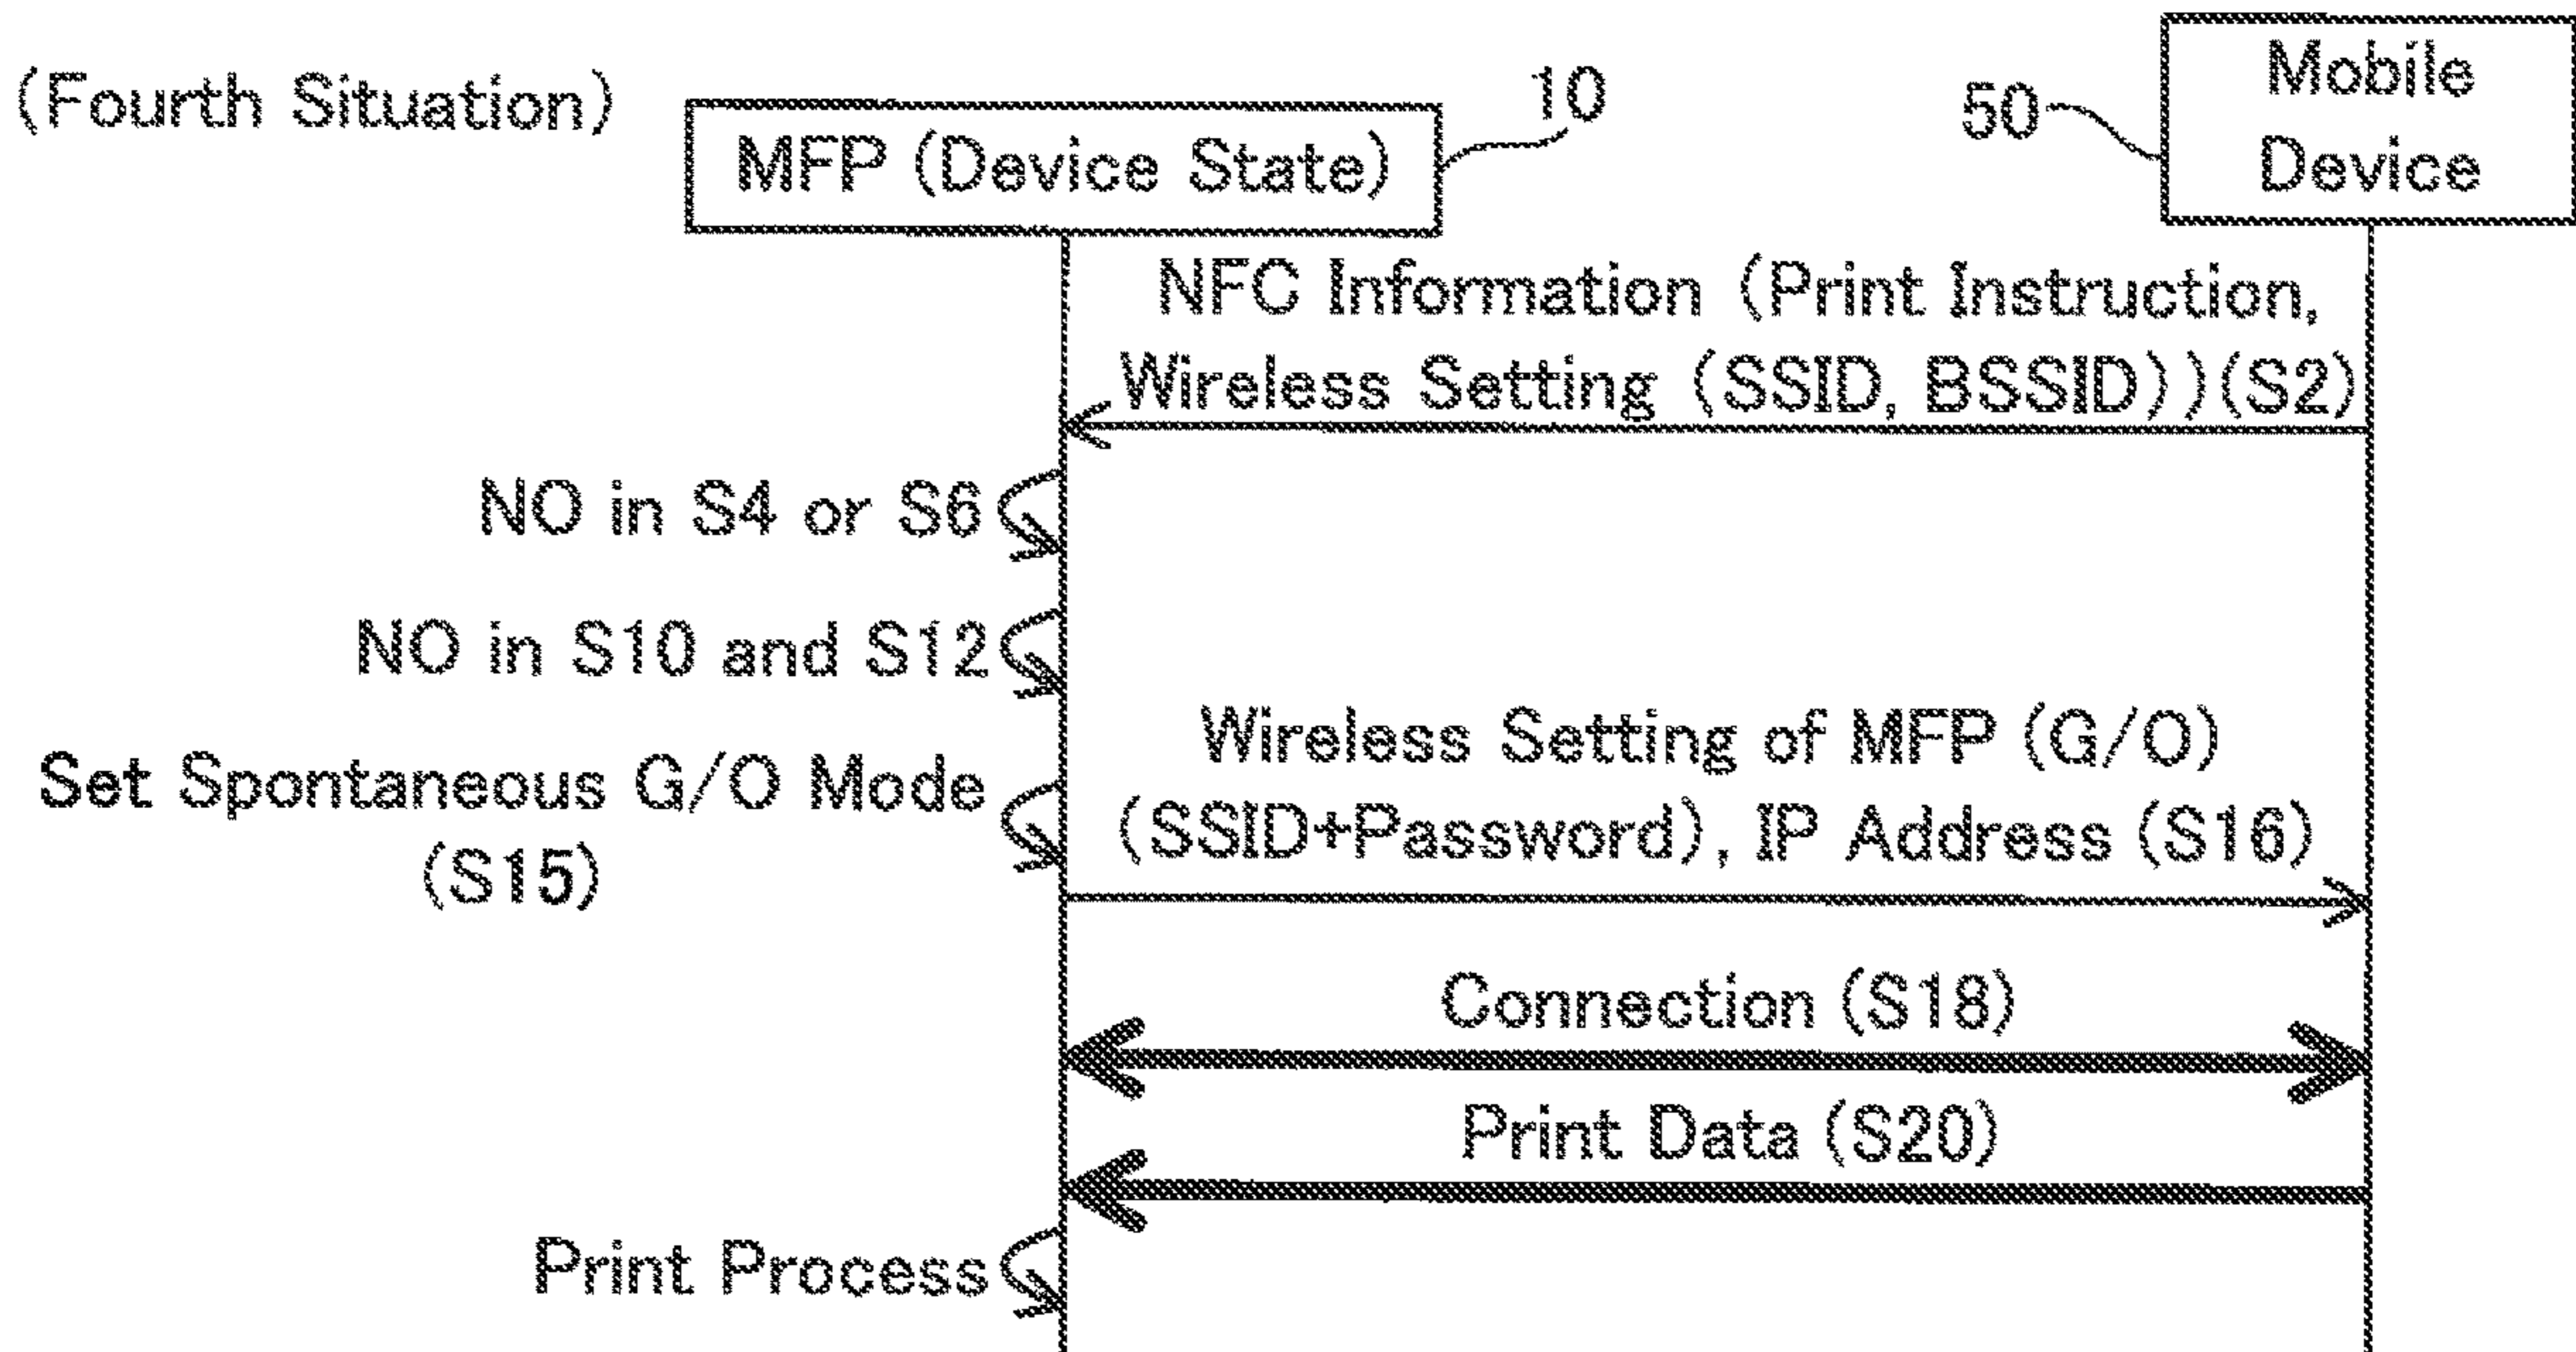 (Fourth Situation)
MFP (Device State)
10
50
Mobile
Device
NFC Information (Print Instruction,
Wireless Setting (SSID, BSSID))(S2)
NO in S4 or S6
NO in S10 and S12
Set Spontaneous G/O Mode
(S15)
Wireless Setting of MFP (G/O)
(SSID+Password), IP Address (S16)
Connection (S18)
Print Data (S20)
Print Process